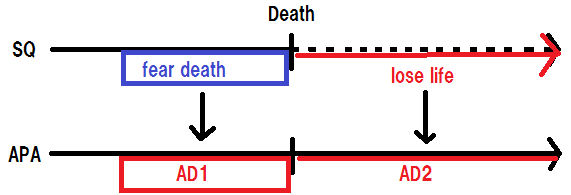 Death
SQ
fear death
lose life
APA
AD1
AD2